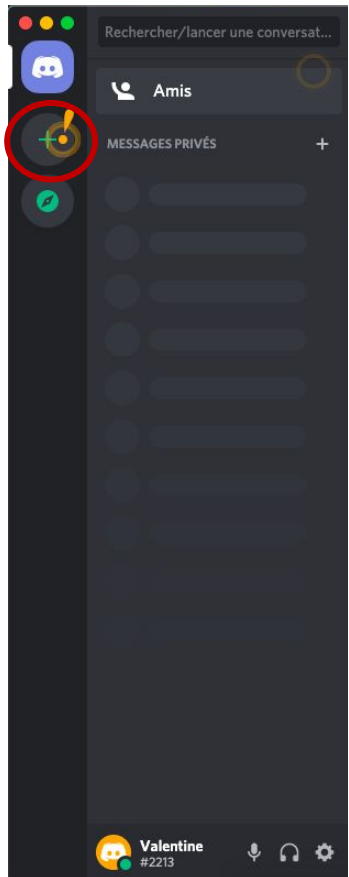 Rechercher/lancer une conversat...
Amis
MESSAGES PRIVÉS
Valentine
#2213